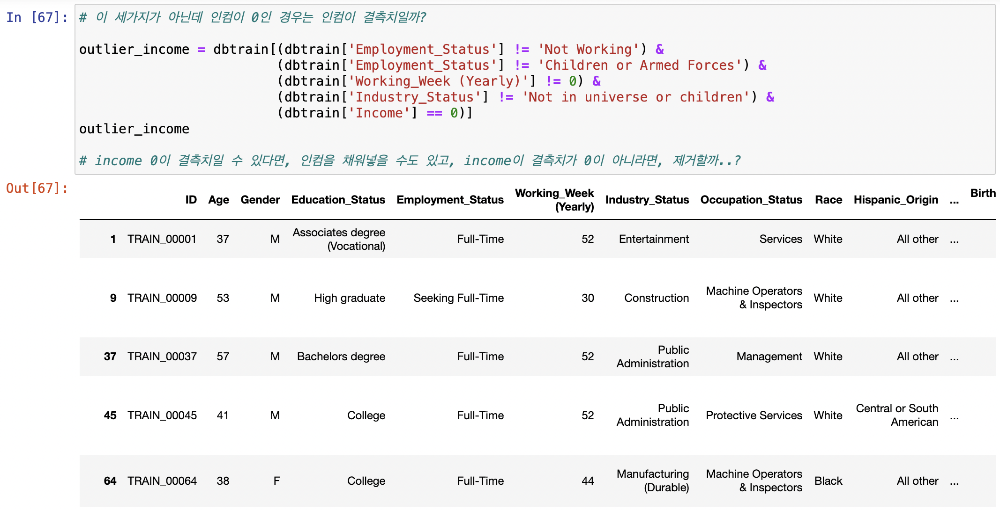 In [67]:
# 이 세가지가 아닌데 인컴이 0인 경우는 인컴이 결측치일까?
outlier_income = dbtrain[(dbtrain['Employment_Status'] != 'Not Working') &
(dbtrain['Employment_Status'] != 'Children or Armed Forces') &
(dbtrain['Working_Week (Yearly)'] != 0) &
(dbtrain['Industry_Status'] != 'Not in universe or children') &
(dbtrain['Income'] == 0)]
outlier_income
# income 0이 결측치일 수 있다면, 인컴을 채워넣을 수도 있고, income이 결측치가 0이 아니라면, 제거할까..?
Out[67]:
ID Age Gender Education_Status Employment_Status Working_Week (Yearly) Industry_Status Occupation_Status Race Hispanic_Origin ... Birth
1 TRAIN_00001 37 M Associates degree (Vocational) Full-Time 52 Entertainment Services White All other ...
9 TRAIN_00009 53 M High graduate Seeking Full-Time 30 Construction Machine Operators & Inspectors White All other ...
37 TRAIN_00037 57 M Bachelors degree Full-Time 52 Public Administration Management White All other ...
45 TRAIN_00045 41 M College Full-Time 52 Public Administration Protective Services White Central or South American ...
64 TRAIN_00064 38 F College Full-Time 44 Manufacturing (Durable) Machine Operators & Inspectors Black All other ...